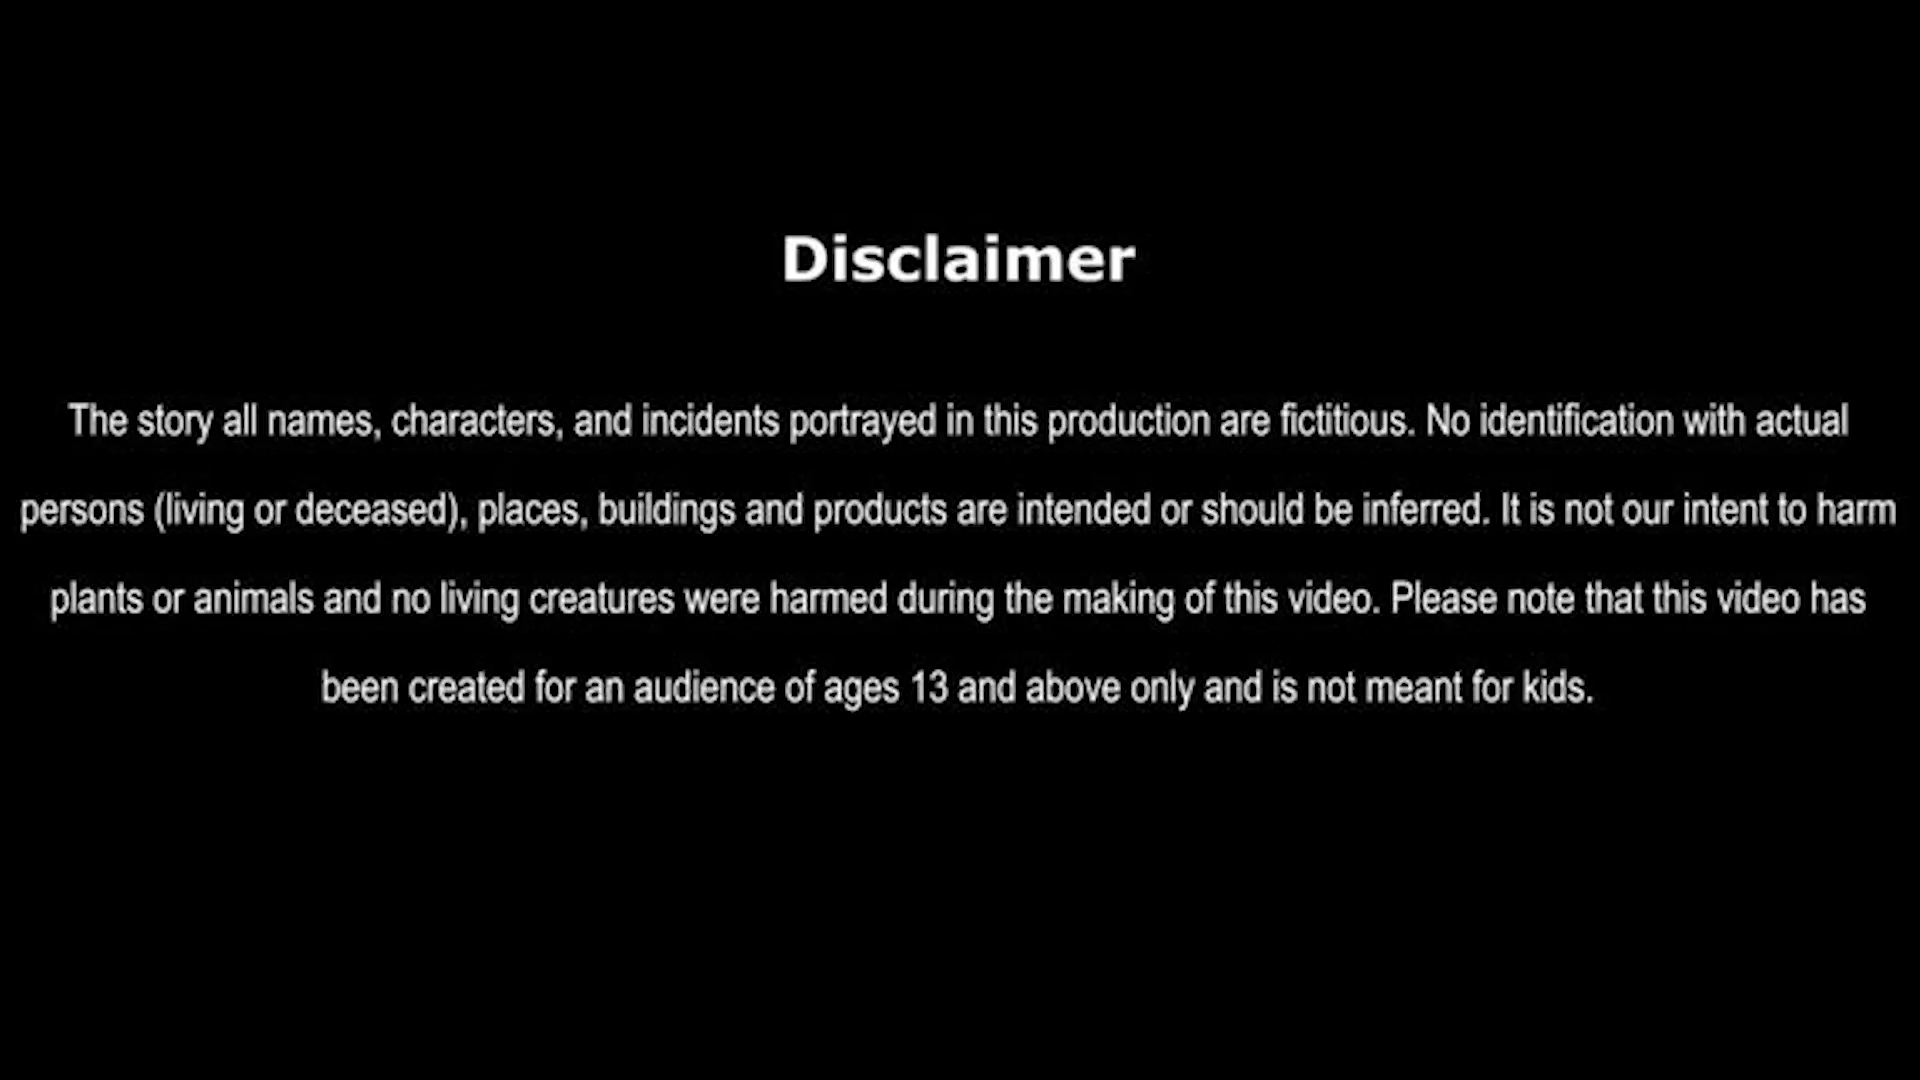 Disclaimer
The story all names, characters, and incidents portrayed in this production are fictitious. No identification with actual
persons (living or deceased), places, buildings and products are intended or should be inferred. It is not our intent to harm
plants or animals and no living creatures were harmed during the making of this video. Please note that this video has
been created for an audience of ages 13 and above only and is not meant for kids.